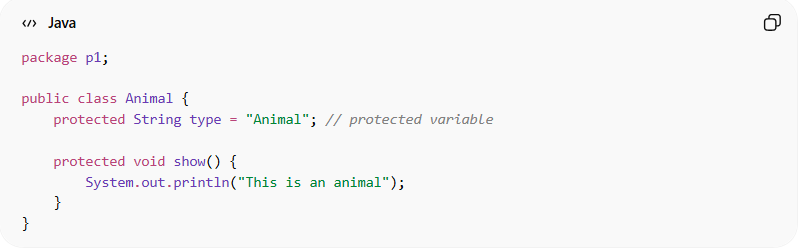 </> Java
package p1;
public class Animal {
    protected String type = "Animal"; // protected variable
    protected void show() {
        System.out.println("This is an animal");
    }
}